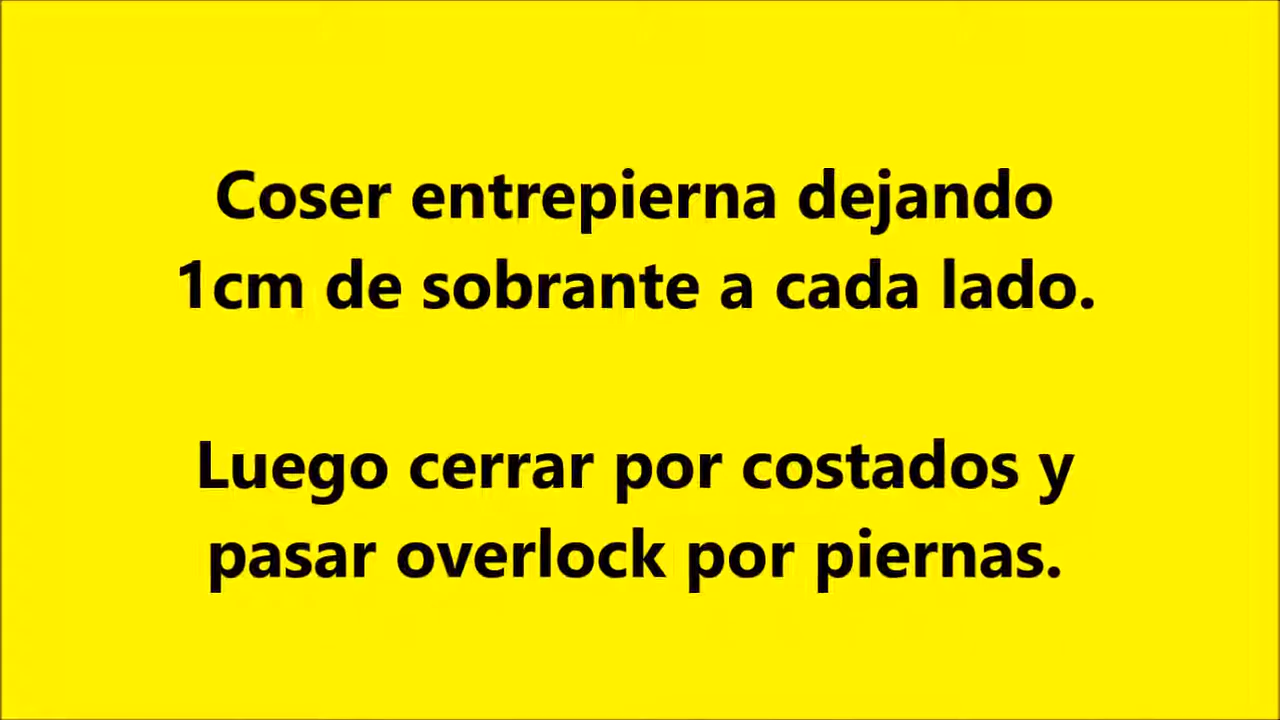 Coser entrepierna dejando
1cm de sobrante a cada lado.
Luego cerrar por costados y
pasar overlock por piernas.